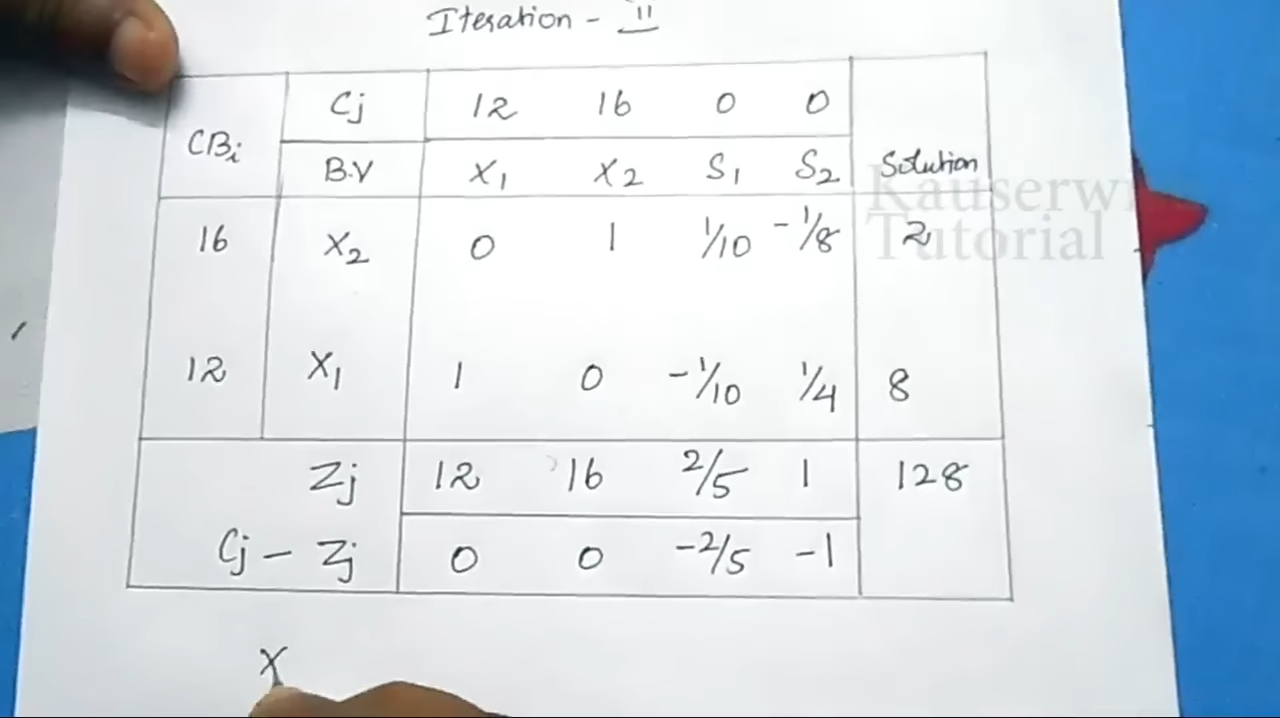 Iteration - II
CBi Cj 12 16 0 0 Solution
B.V X1 X2 S1 S2
16 X2 0 1 1/10 -1/8 2
12 X1 1 0 -1/10 1/4 8
Zj 12 16 2/5 1 128
Cj - Zj 0 0 -2/5 -1
X
Kauserwi
Tutorial